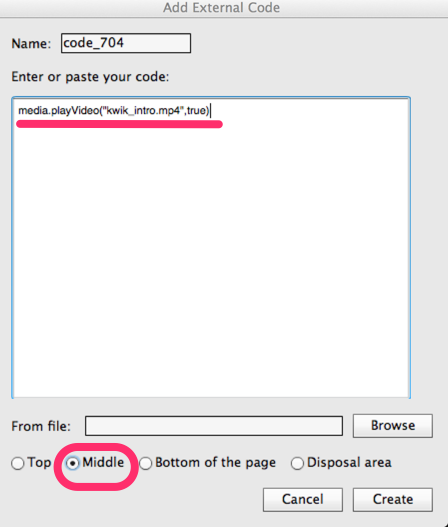 Add External Code
Name: code_704
Enter or paste your code:
media.playVideo("kwik_intro.mp4",true)
From file: Browse
Top Middle Bottom of the page Disposal area
Cancel Create